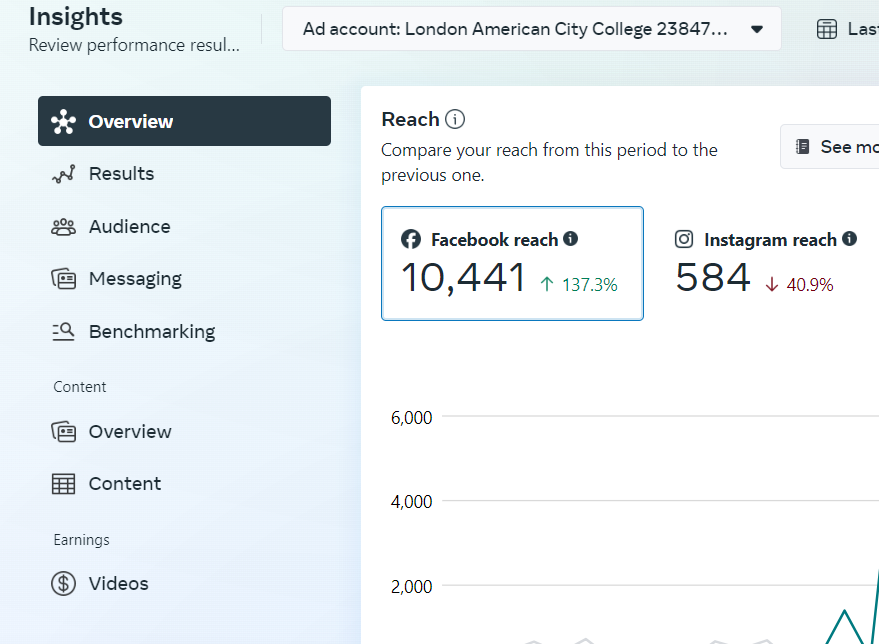 Insights
Review performance resul...
Ad account: London American City College 23847...
Overview
Results
Audience
Messaging
Benchmarking
Content
Overview
Content
Earnings
Videos
Reach
Compare your reach from this period to the
previous one.
See mo
Facebook reach
10,441 ↑ 137.3%
Instagram reach
584 ↓ 40.9%
6,000
4,000
2,000